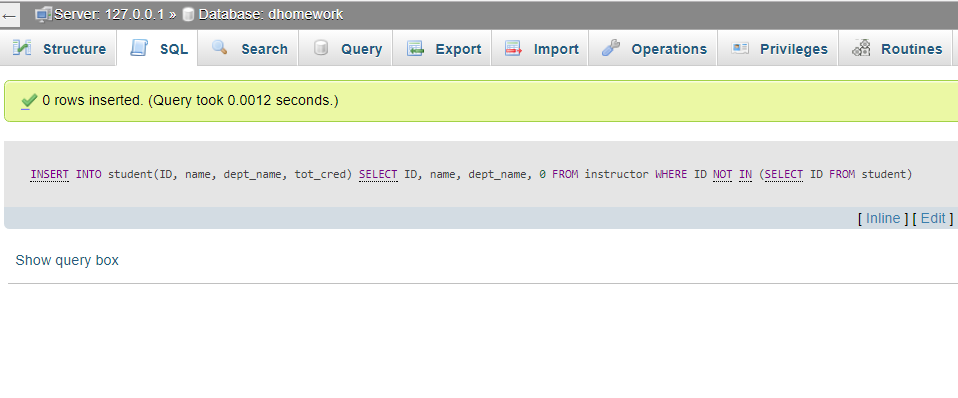 ← Server: 127.0.0.1 » Database: dhomework
Structure SQL Search Query Export Import Operations Privileges Routines
0 rows inserted. (Query took 0.0012 seconds.)
INSERT INTO student(ID, name, dept_name, tot_cred) SELECT ID, name, dept_name, 0 FROM instructor WHERE ID NOT IN (SELECT ID FROM student)
[ Inline ] [ Edit ]
Show query box